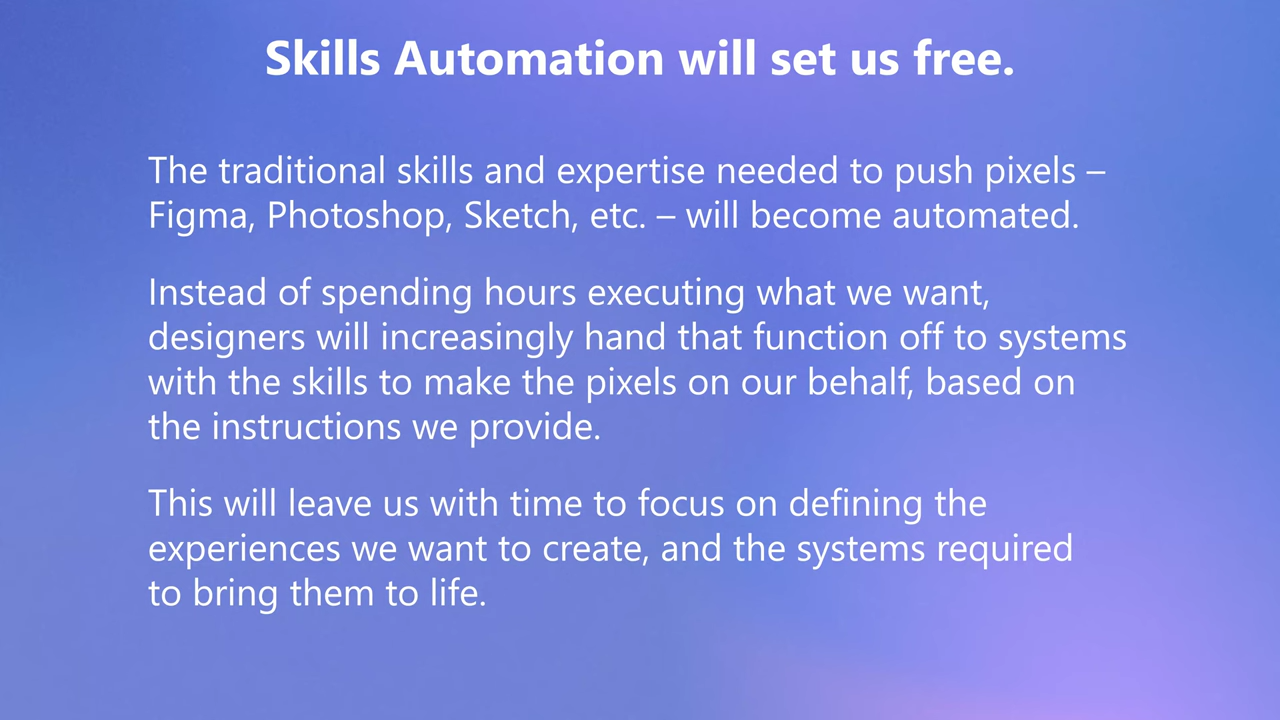 Skills Automation will set us free.
The traditional skills and expertise needed to push pixels –
Figma, Photoshop, Sketch, etc. – will become automated.
Instead of spending hours executing what we want,
designers will increasingly hand that function off to systems
with the skills to make the pixels on our behalf, based on
the instructions we provide.
This will leave us with time to focus on defining the
experiences we want to create, and the systems required
to bring them to life.